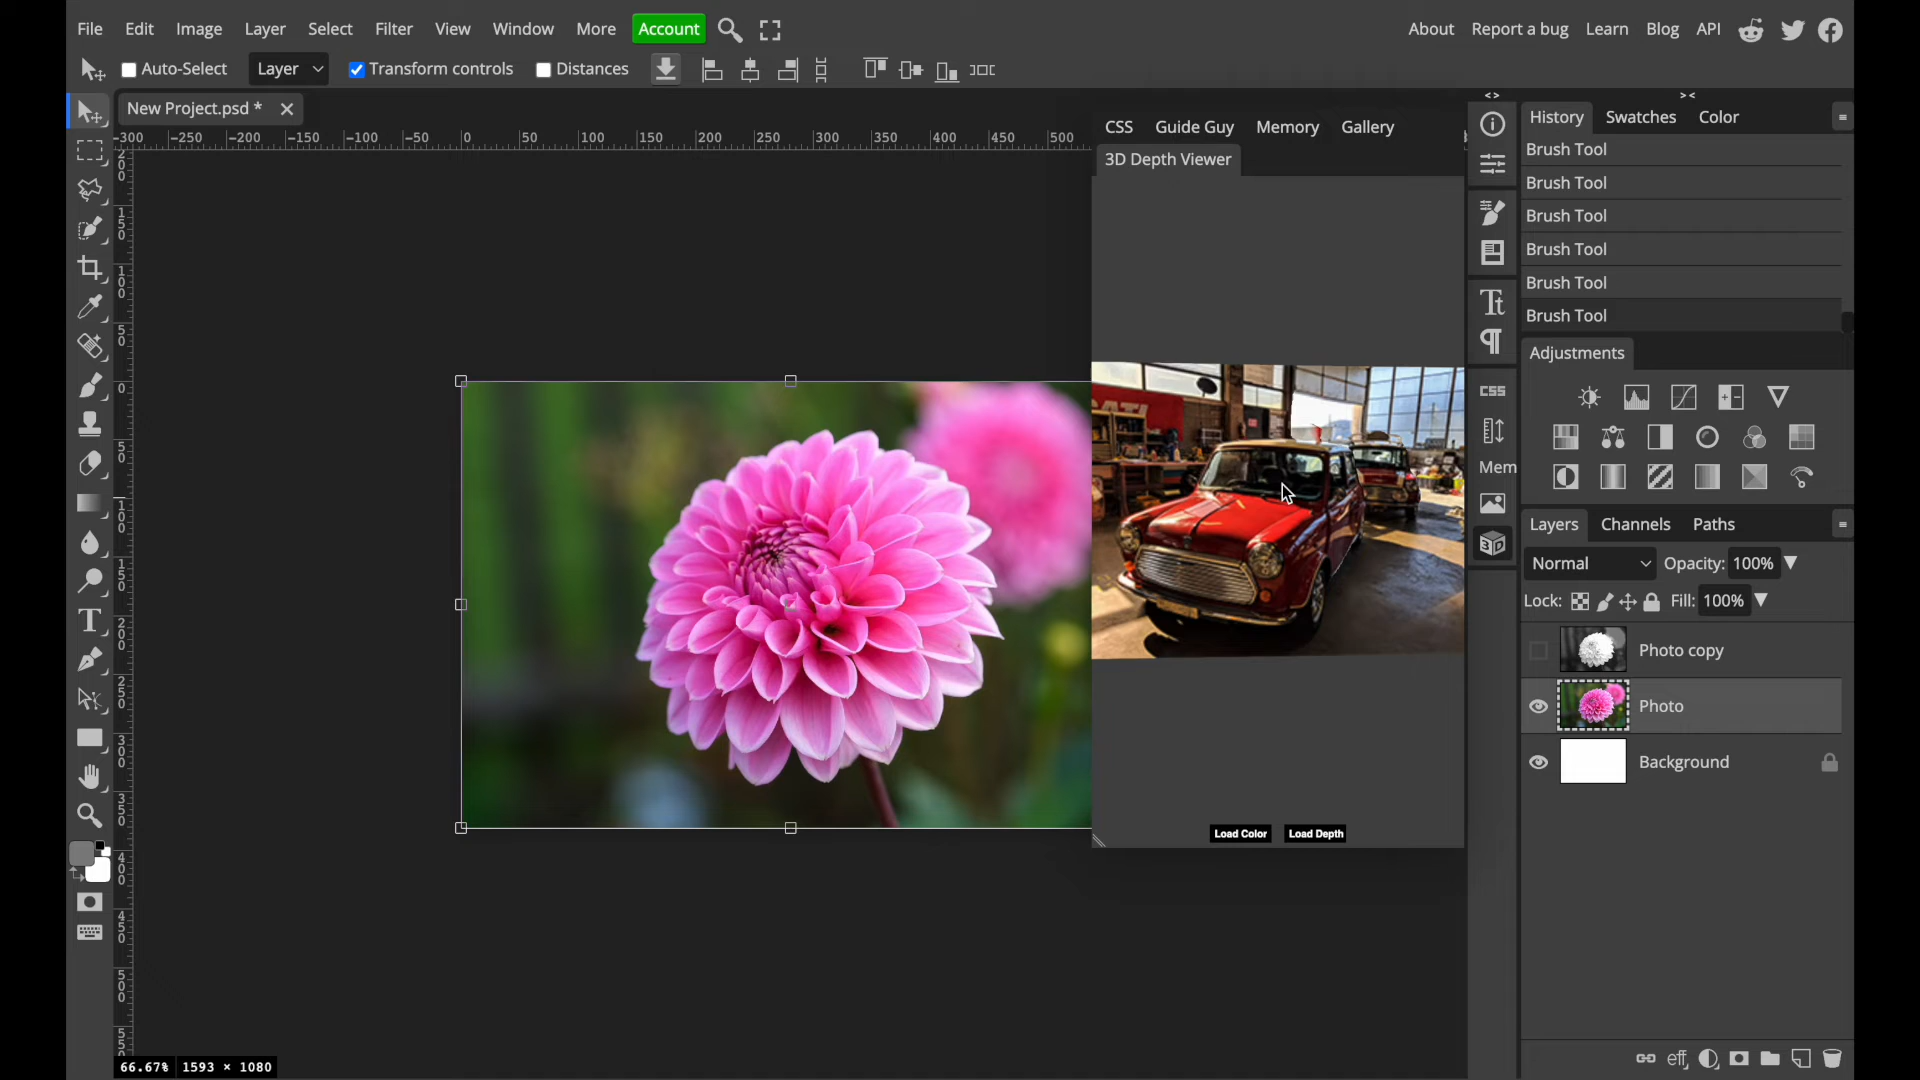 File Edit Image Layer Select Filter View Window More Account About Report a bug Learn Blog API
Auto-Select Layer Transform controls Distances
New Project.psd *
-300 -250 -200 -150 -100 -50 0 50 100 150 200 250 300 350 400 450 500
CSS Guide Guy Memory Gallery
3D Depth Viewer
Load Color Load Depth
CSS
Mem
3D
History Swatches Color
Brush Tool
Brush Tool
Brush Tool
Brush Tool
Brush Tool
Brush Tool
Adjustments
Layers Channels Paths
Normal Opacity: 100%
Lock: Fill: 100%
Photo copy
Photo
Background
eff
66.67% 1593 × 1080